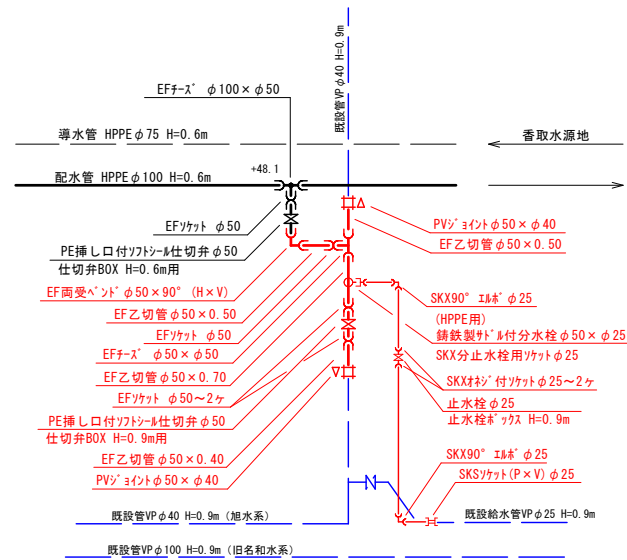 EFﾁｰｽﾞ φ100×φ50
既設管VPφ40 H=0.9m
導水管 HPPEφ75 H=0.6m
香取水源地
+48.1
配水管 HPPEφ100 H=0.6m
EFｿｹｯﾄ φ50
PE挿し口付ｿﾌﾄｼｰﾙ仕切弁φ50
仕切弁BOX H=0.6m用
EF両受ﾍﾞﾝﾄﾞφ50×90° (H×V)
EF乙切管φ50×0.50
EFｿｹｯﾄ φ50
EFﾁｰｽﾞ φ50×φ50
EF乙切管φ50×0.70
EFｿｹｯﾄ φ50～2ヶ
PE挿し口付ｿﾌﾄｼｰﾙ仕切弁φ50
仕切弁BOX H=0.9m用
EF乙切管φ50×0.40
PVｼﾞｮｲﾝﾄφ50×φ40
PVｼﾞｮｲﾝﾄφ50×φ40
EF乙切管φ50×0.50
SKX90° ｴﾙﾎﾞφ25
(HPPE用)
鋳鉄製ｻﾄﾞﾙ付分水栓φ50×φ25
SKX分止水栓用ｿｹｯﾄφ25
SKXｵﾈｼﾞ付ｿｹｯﾄφ25～2ヶ
止水栓φ25
止水栓ﾎﾞｯｸｽ H=0.9m
SKX90° ｴﾙﾎﾞφ25
SKSｿｹｯﾄ(P×V)φ25
既設管VPφ40 H=0.9m (旭水系)
既設給水管VPφ25 H=0.9m
既設管VPφ100 H=0.9m (旧名和水系)